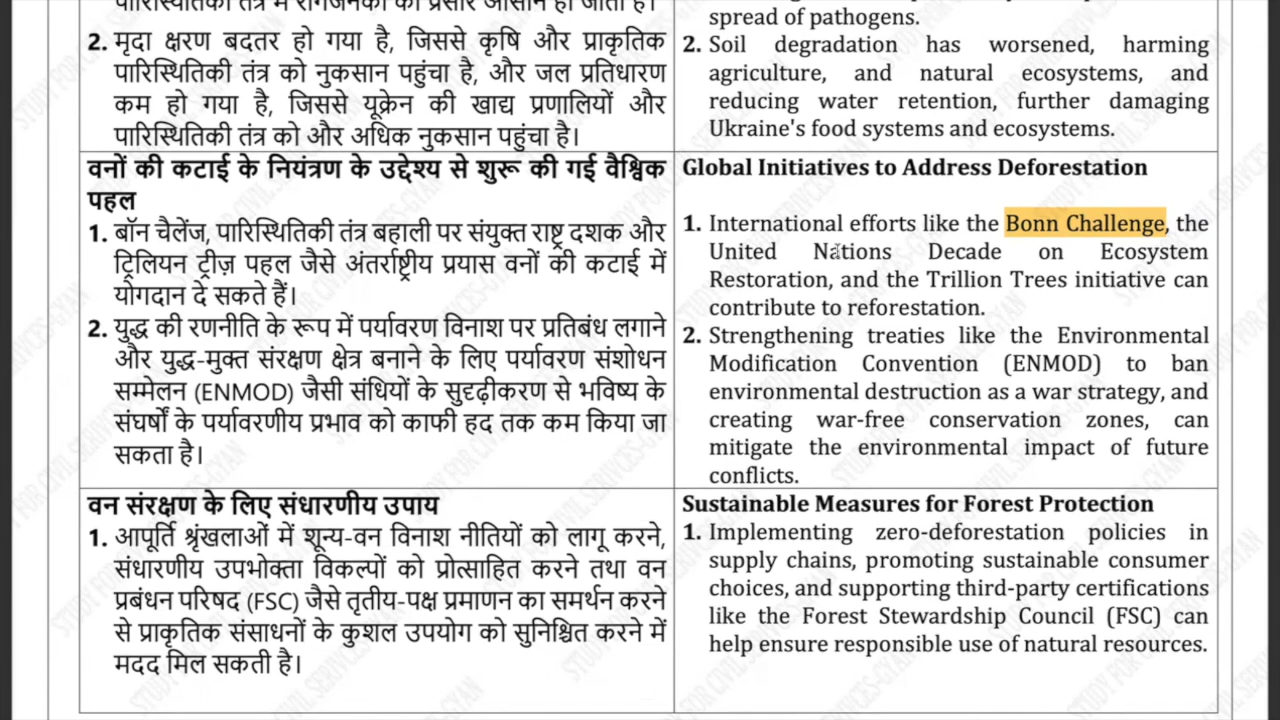 पारिस्थितिकी तंत्र में रोगजनकों का प्रसार आसान हो जाता है।
2. मृदा क्षरण बदतर हो गया है, जिससे कृषि और प्राकृतिक
पारिस्थितिकी तंत्र को नुकसान पहुंचा है, और जल प्रतिधारण
कम हो गया है, जिससे यूक्रेन की खाद्य प्रणालियों और
पारिस्थितिकी तंत्र को और अधिक नुकसान पहुंचा है।
spread of pathogens.
2. Soil degradation has worsened, harming
agriculture, and natural ecosystems, and
reducing water retention, further damaging
Ukraine's food systems and ecosystems.
वनों की कटाई के नियंत्रण के उद्देश्य से शुरू की गई वैश्विक
पहल
1. बॉन चैलेंज, पारिस्थितिकी तंत्र बहाली पर संयुक्त राष्ट्र दशक और
ट्रिलियन ट्रीज़ पहल जैसे अंतर्राष्ट्रीय प्रयास वनों की कटाई में
योगदान दे सकते हैं।
2. युद्ध की रणनीति के रूप में पर्यावरण विनाश पर प्रतिबंध लगाने
और युद्ध-मुक्त संरक्षण क्षेत्र बनाने के लिए पर्यावरण संशोधन
सम्मेलन (ENMOD) जैसी संधियों के सुदृढ़ीकरण से भविष्य के
संघर्षों के पर्यावरणीय प्रभाव को काफी हद तक कम किया जा
सकता है।
Global Initiatives to Address Deforestation
1. International efforts like the Bonn Challenge, the
United Nations Decade on Ecosystem
Restoration, and the Trillion Trees initiative can
contribute to reforestation.
2. Strengthening treaties like the Environmental
Modification Convention (ENMOD) to ban
environmental destruction as a war strategy, and
creating war-free conservation zones, can
mitigate the environmental impact of future
conflicts.
वन संरक्षण के लिए संधारणीय उपाय
1. आपूर्ति श्रृंखलाओं में शून्य-वन विनाश नीतियों को लागू करने,
संधारणीय उपभोक्ता विकल्पों को प्रोत्साहित करने तथा वन
प्रबंधन परिषद (FSC) जैसे तृतीय-पक्ष प्रमाणन का समर्थन करने
से प्राकृतिक संसाधनों के कुशल उपयोग को सुनिश्चित करने में
मदद मिल सकती है।
Sustainable Measures for Forest Protection
1. Implementing zero-deforestation policies in
supply chains, promoting sustainable consumer
choices, and supporting third-party certifications
like the Forest Stewardship Council (FSC) can
help ensure responsible use of natural resources.